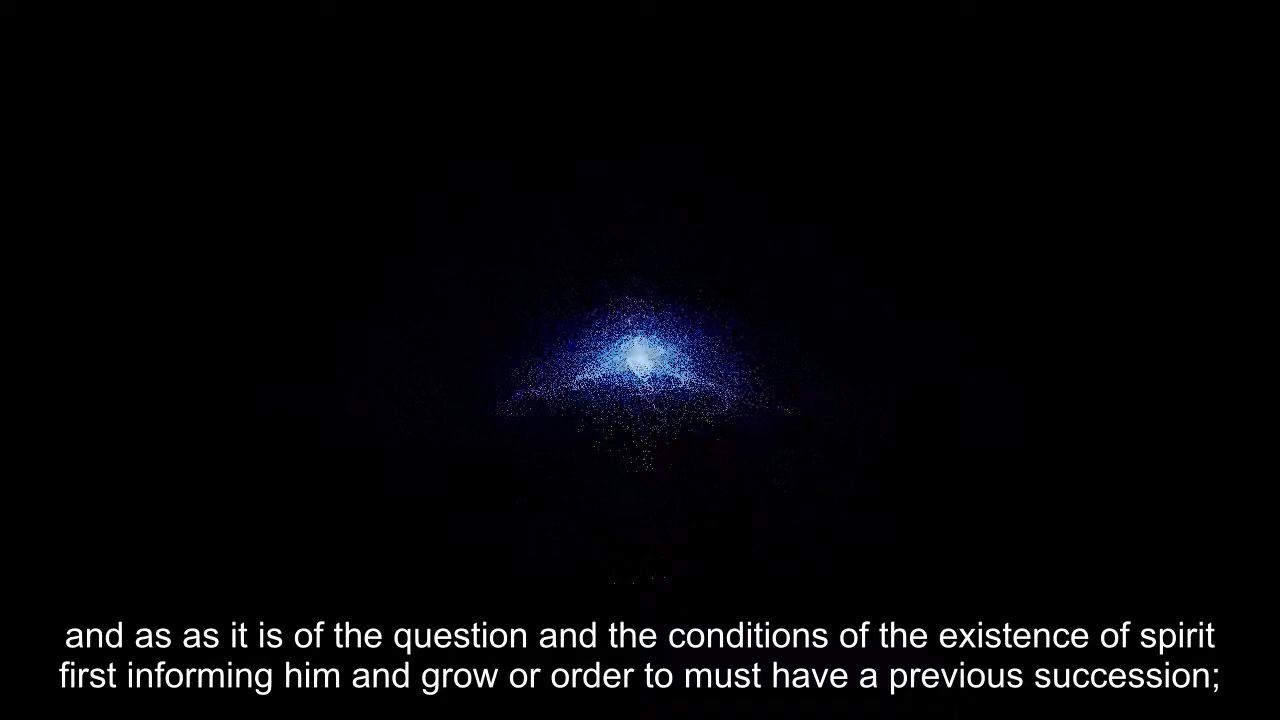 and as as it is of the question and the conditions of the existence of spirit
first informing him and grow or order to must have a previous succession;